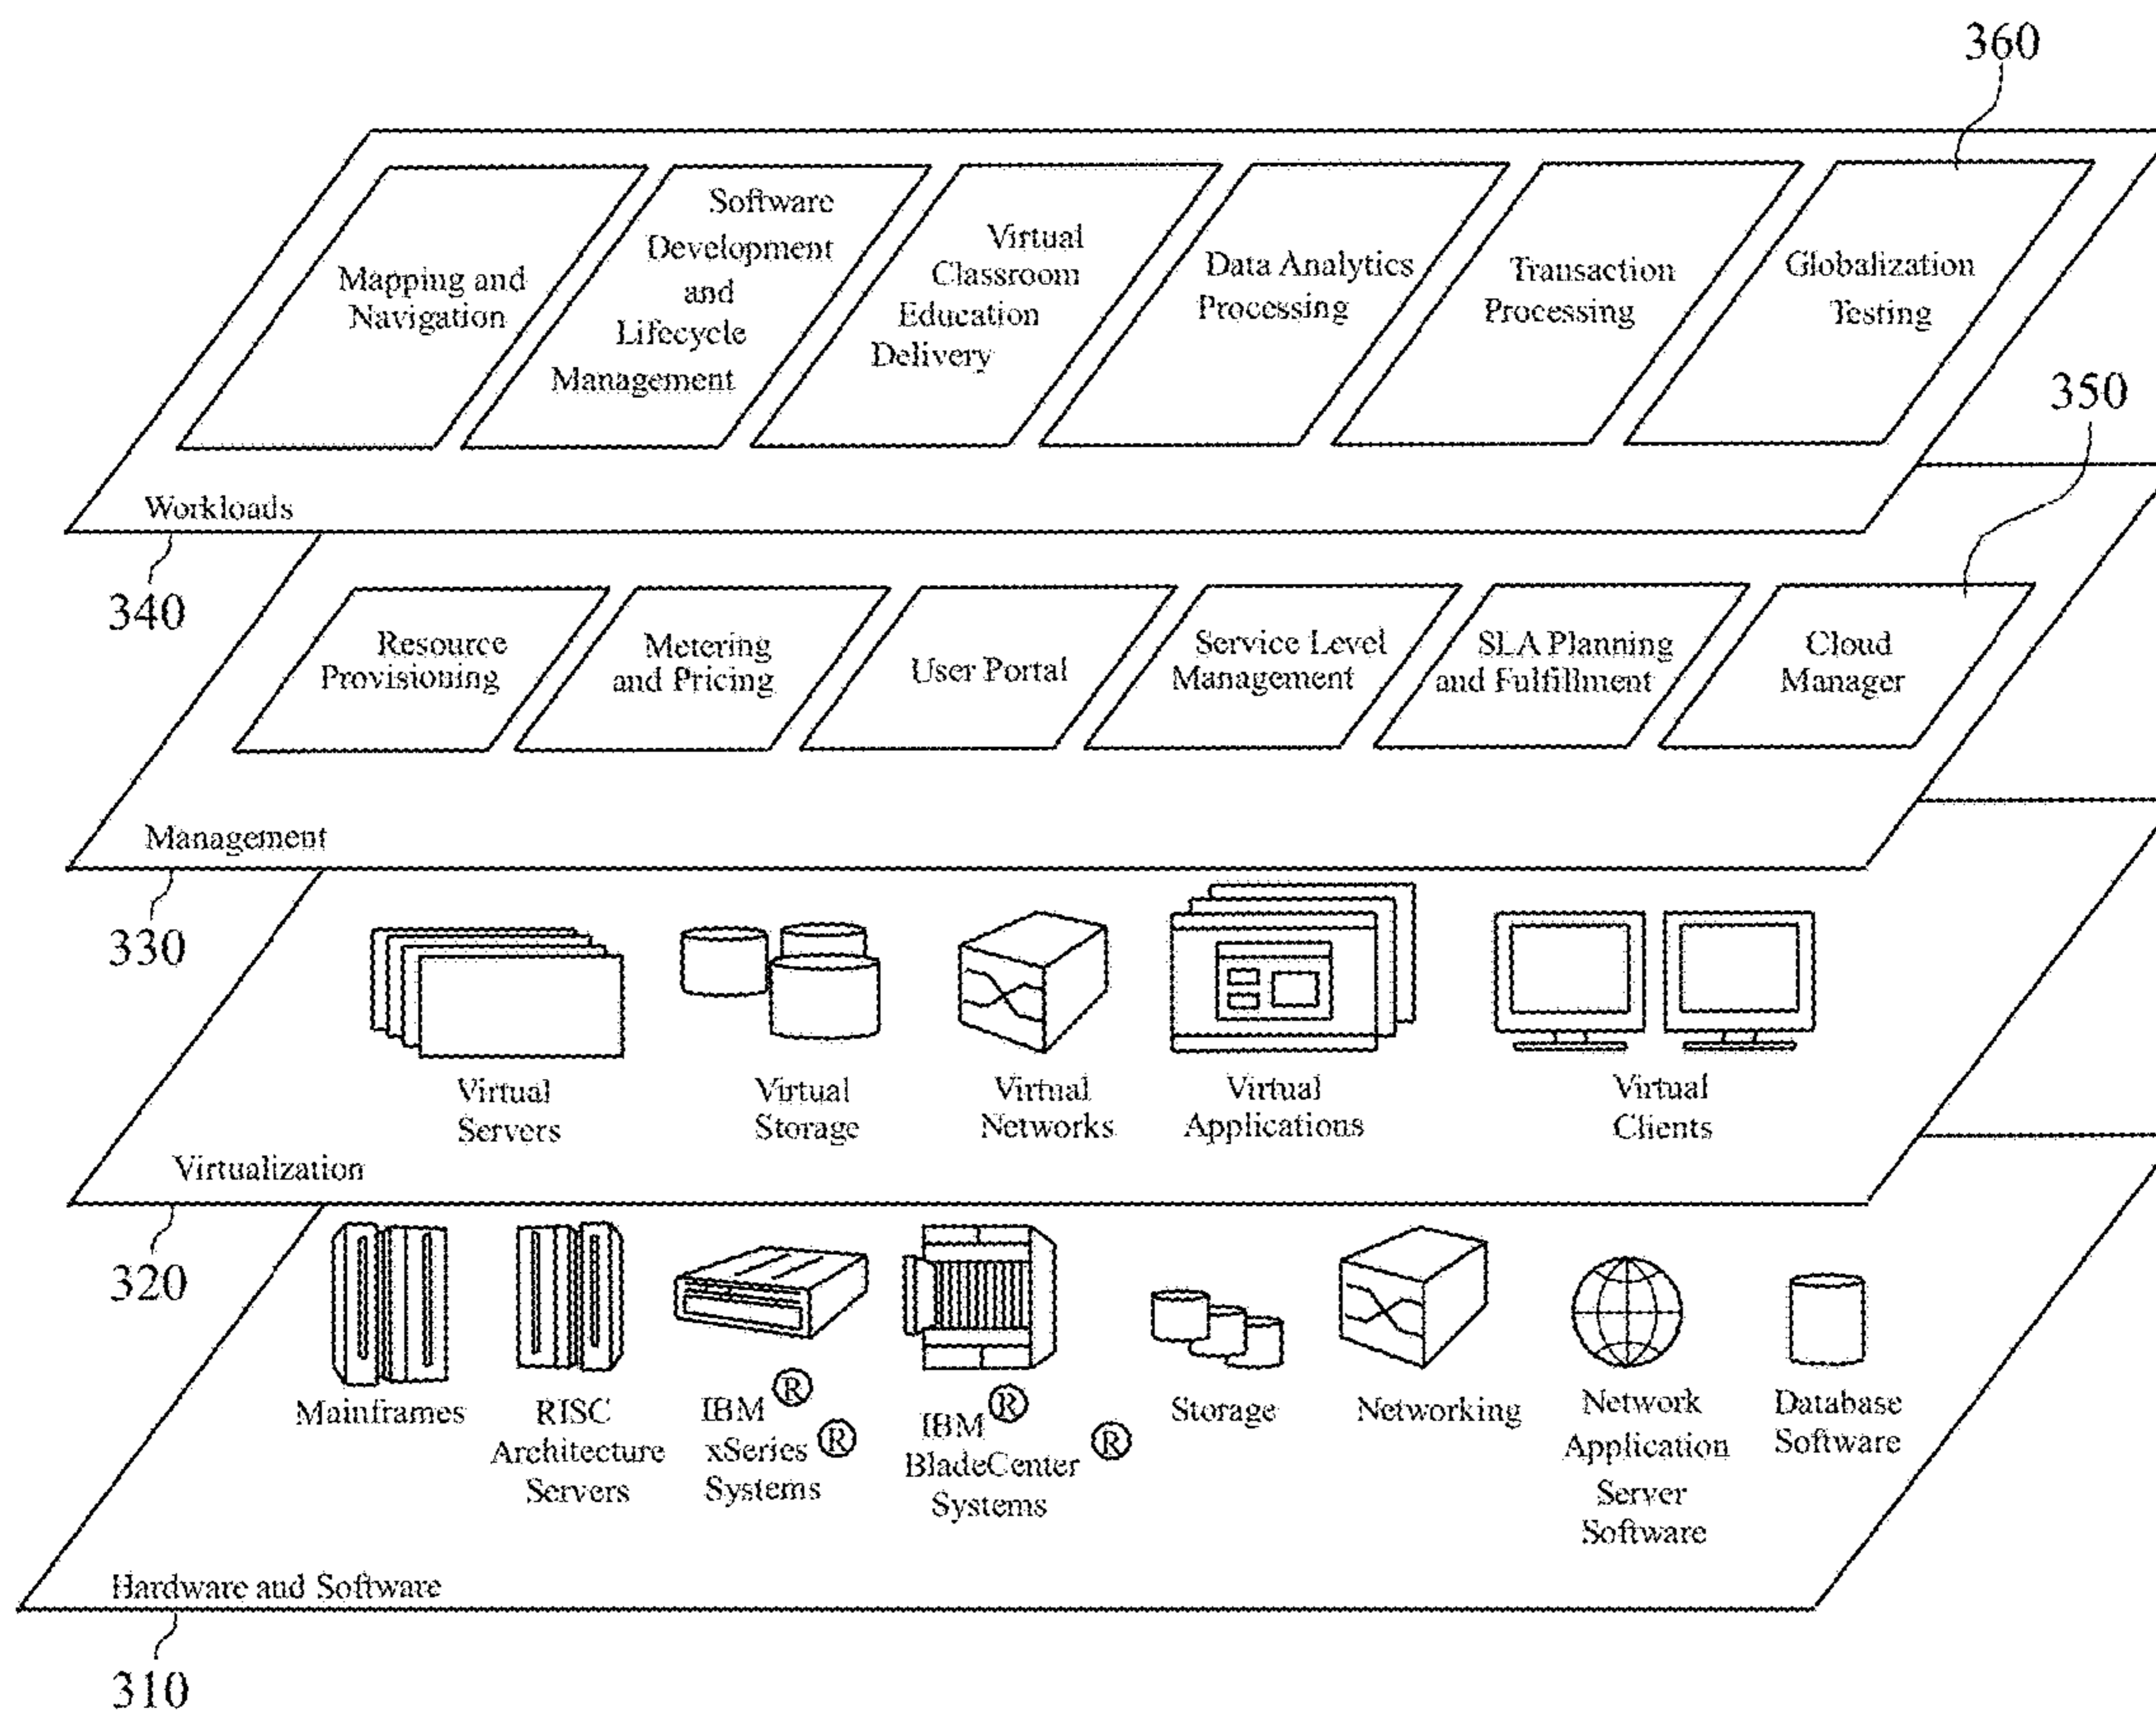 360
Mapping and
Navigation
Software
Development
and
Lifecycle
Management
Virtual
Classroom
Education
Delivery
Data Analytics
Processing
Transaction
Processing
Globalization
Testing
Workloads
340
350
Resource
Provisioning
Metering
and Pricing
User Portal
Service Level
Management
SLA Planning
and Fulfillment
Cloud
Manager
Management
330
Virtual
Servers
Virtual
Storage
Virtual
Networks
Virtual
Applications
Virtual
Clients
Virtualization
320
Mainframes
RISC
Architecture
Servers
IBM ®
xSeries ®
Systems
IBM ®
BladeCenter ®
Systems
Storage
Networking
Network
Application
Server
Software
Database
Software
Hardware and Software
310